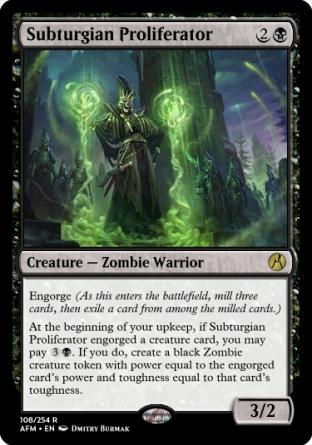 Subturgian Proliferator 2
Creature — Zombie Warrior
Engorge (As this enters the battlefield, mill three
cards, then exile a card from among the milled cards.)
At the beginning of your upkeep, if Subturgian
Proliferator engorged a creature card, you may
pay 3 . If you do, create a black Zombie
creature token with power equal to the engorged
card's power and toughness equal to that card's
toughness.
108/254 R
AFM • EN Dmitry Burmak
3/2